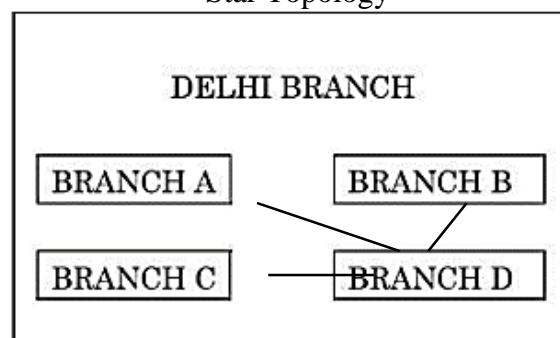 Star Topology
DELHI BRANCH
BRANCH A
BRANCH B
BRANCH C
BRANCH D